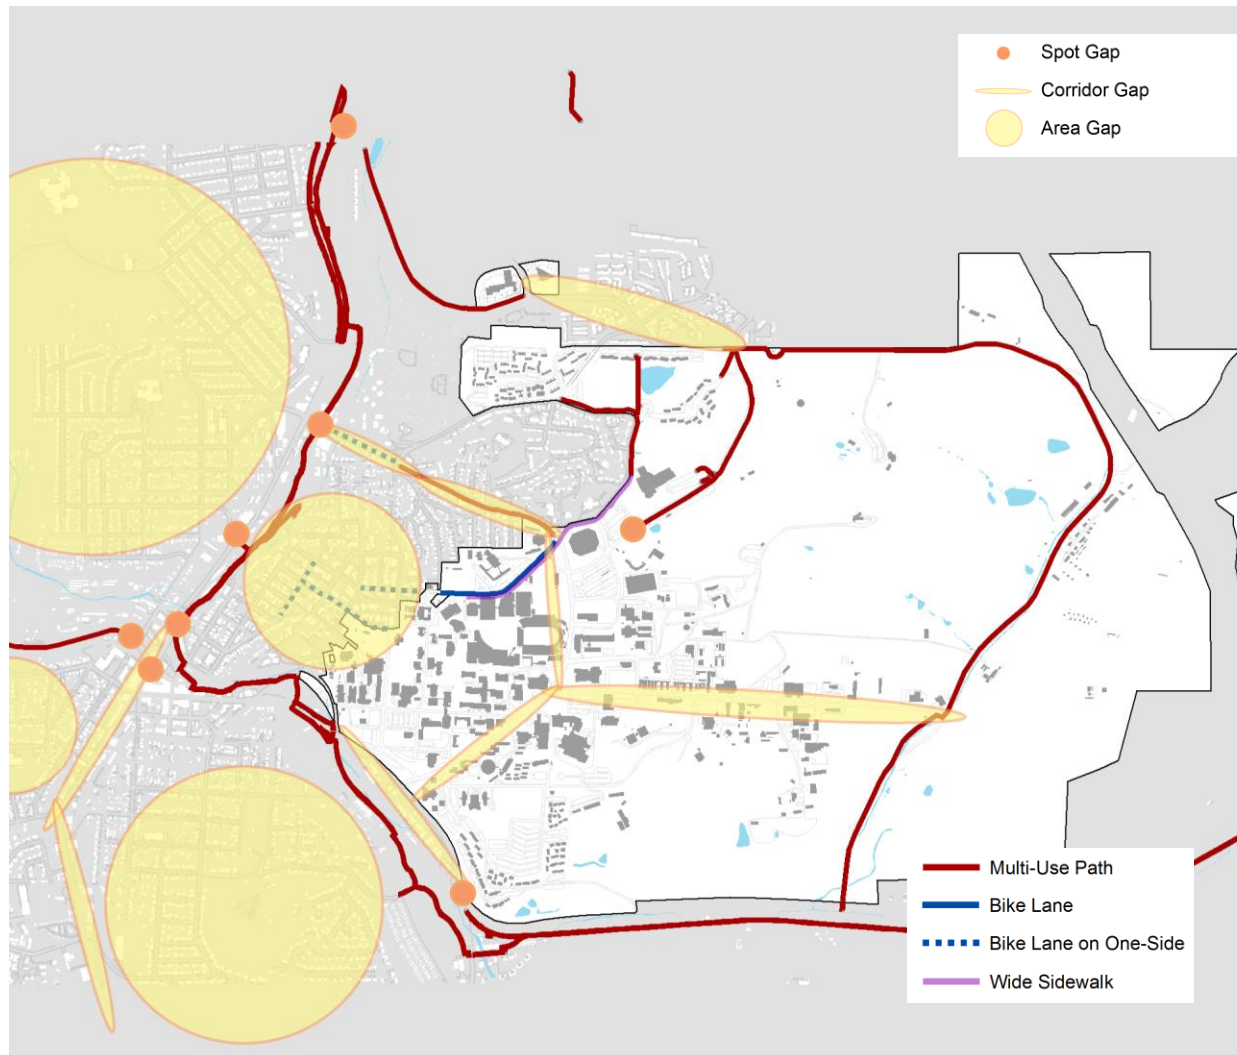 Spot Gap
Corridor Gap
Area Gap
Multi-Use Path
Bike Lane
Bike Lane on One-Side
Wide Sidewalk